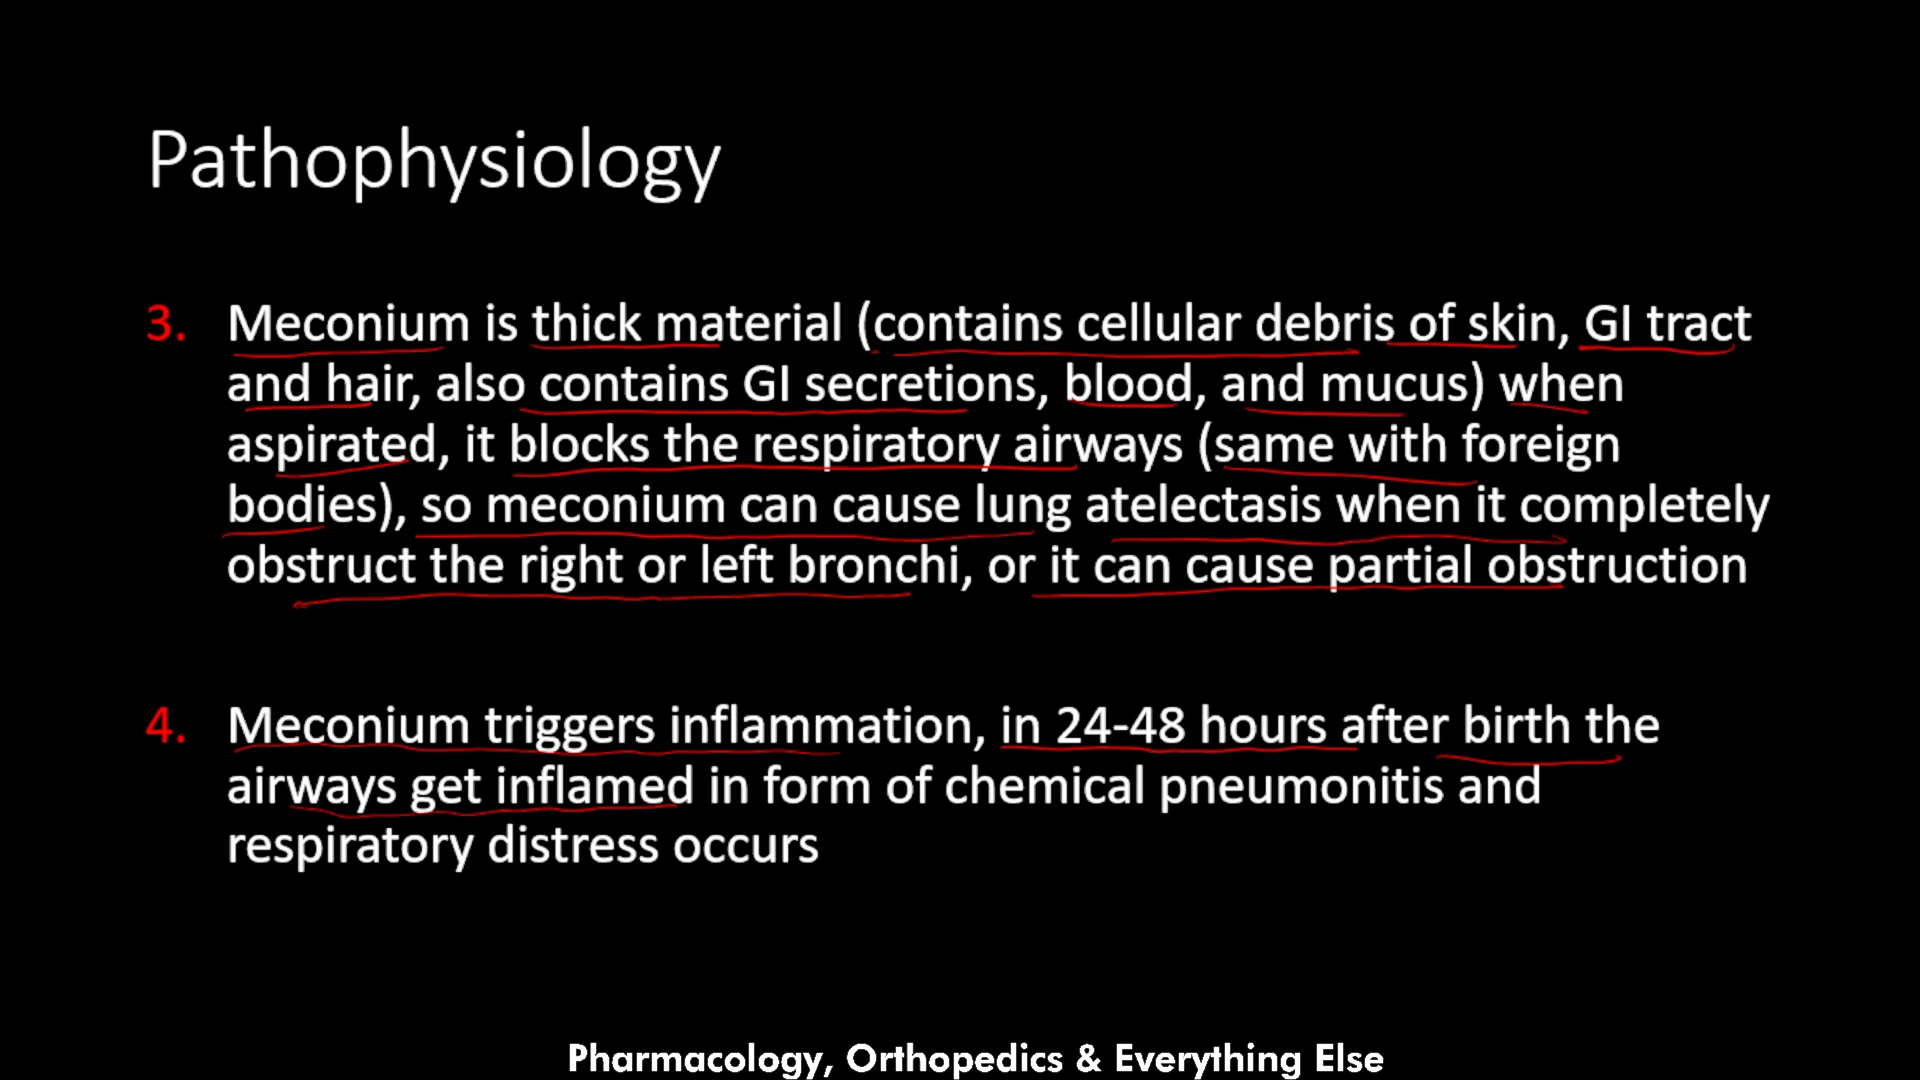 Pathophysiology
3. Meconium is thick material (contains cellular debris of skin, GI tract
and hair, also contains GI secretions, blood, and mucus) when
aspirated, it blocks the respiratory airways (same with foreign
bodies), so meconium can cause lung atelectasis when it completely
obstruct the right or left bronchi, or it can cause partial obstruction
4. Meconium triggers inflammation, in 24-48 hours after birth the
airways get inflamed in form of chemical pneumonitis and
respiratory distress occurs
Pharmacology, Orthopedics & Everything Else